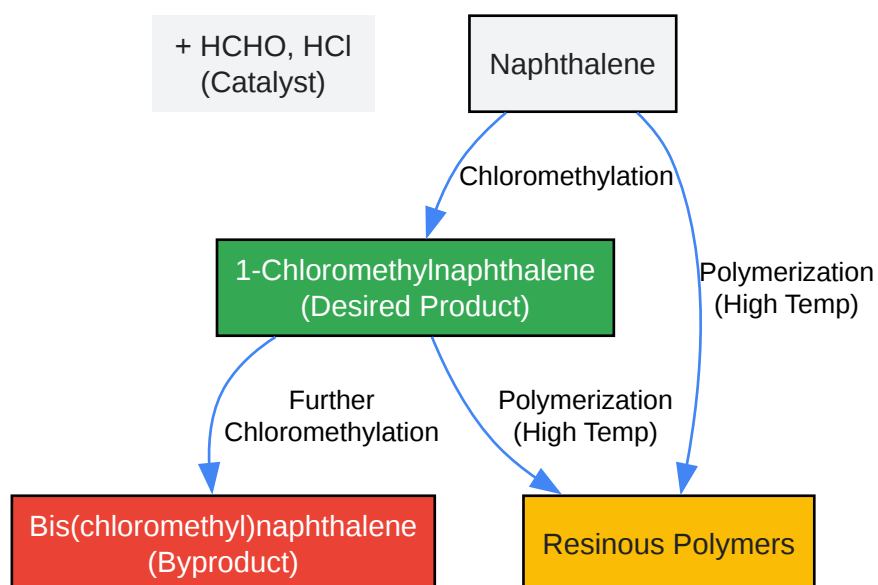 + HCHO, HCl
(Catalyst)
Naphthalene
Chloromethylation
1-Chloromethylnaphthalene
(Desired Product)
Polymerization
(High Temp)
Further
Chloromethylation
Polymerization
(High Temp)
Bis(chloromethyl)naphthalene
(Byproduct)
Resinous Polymers